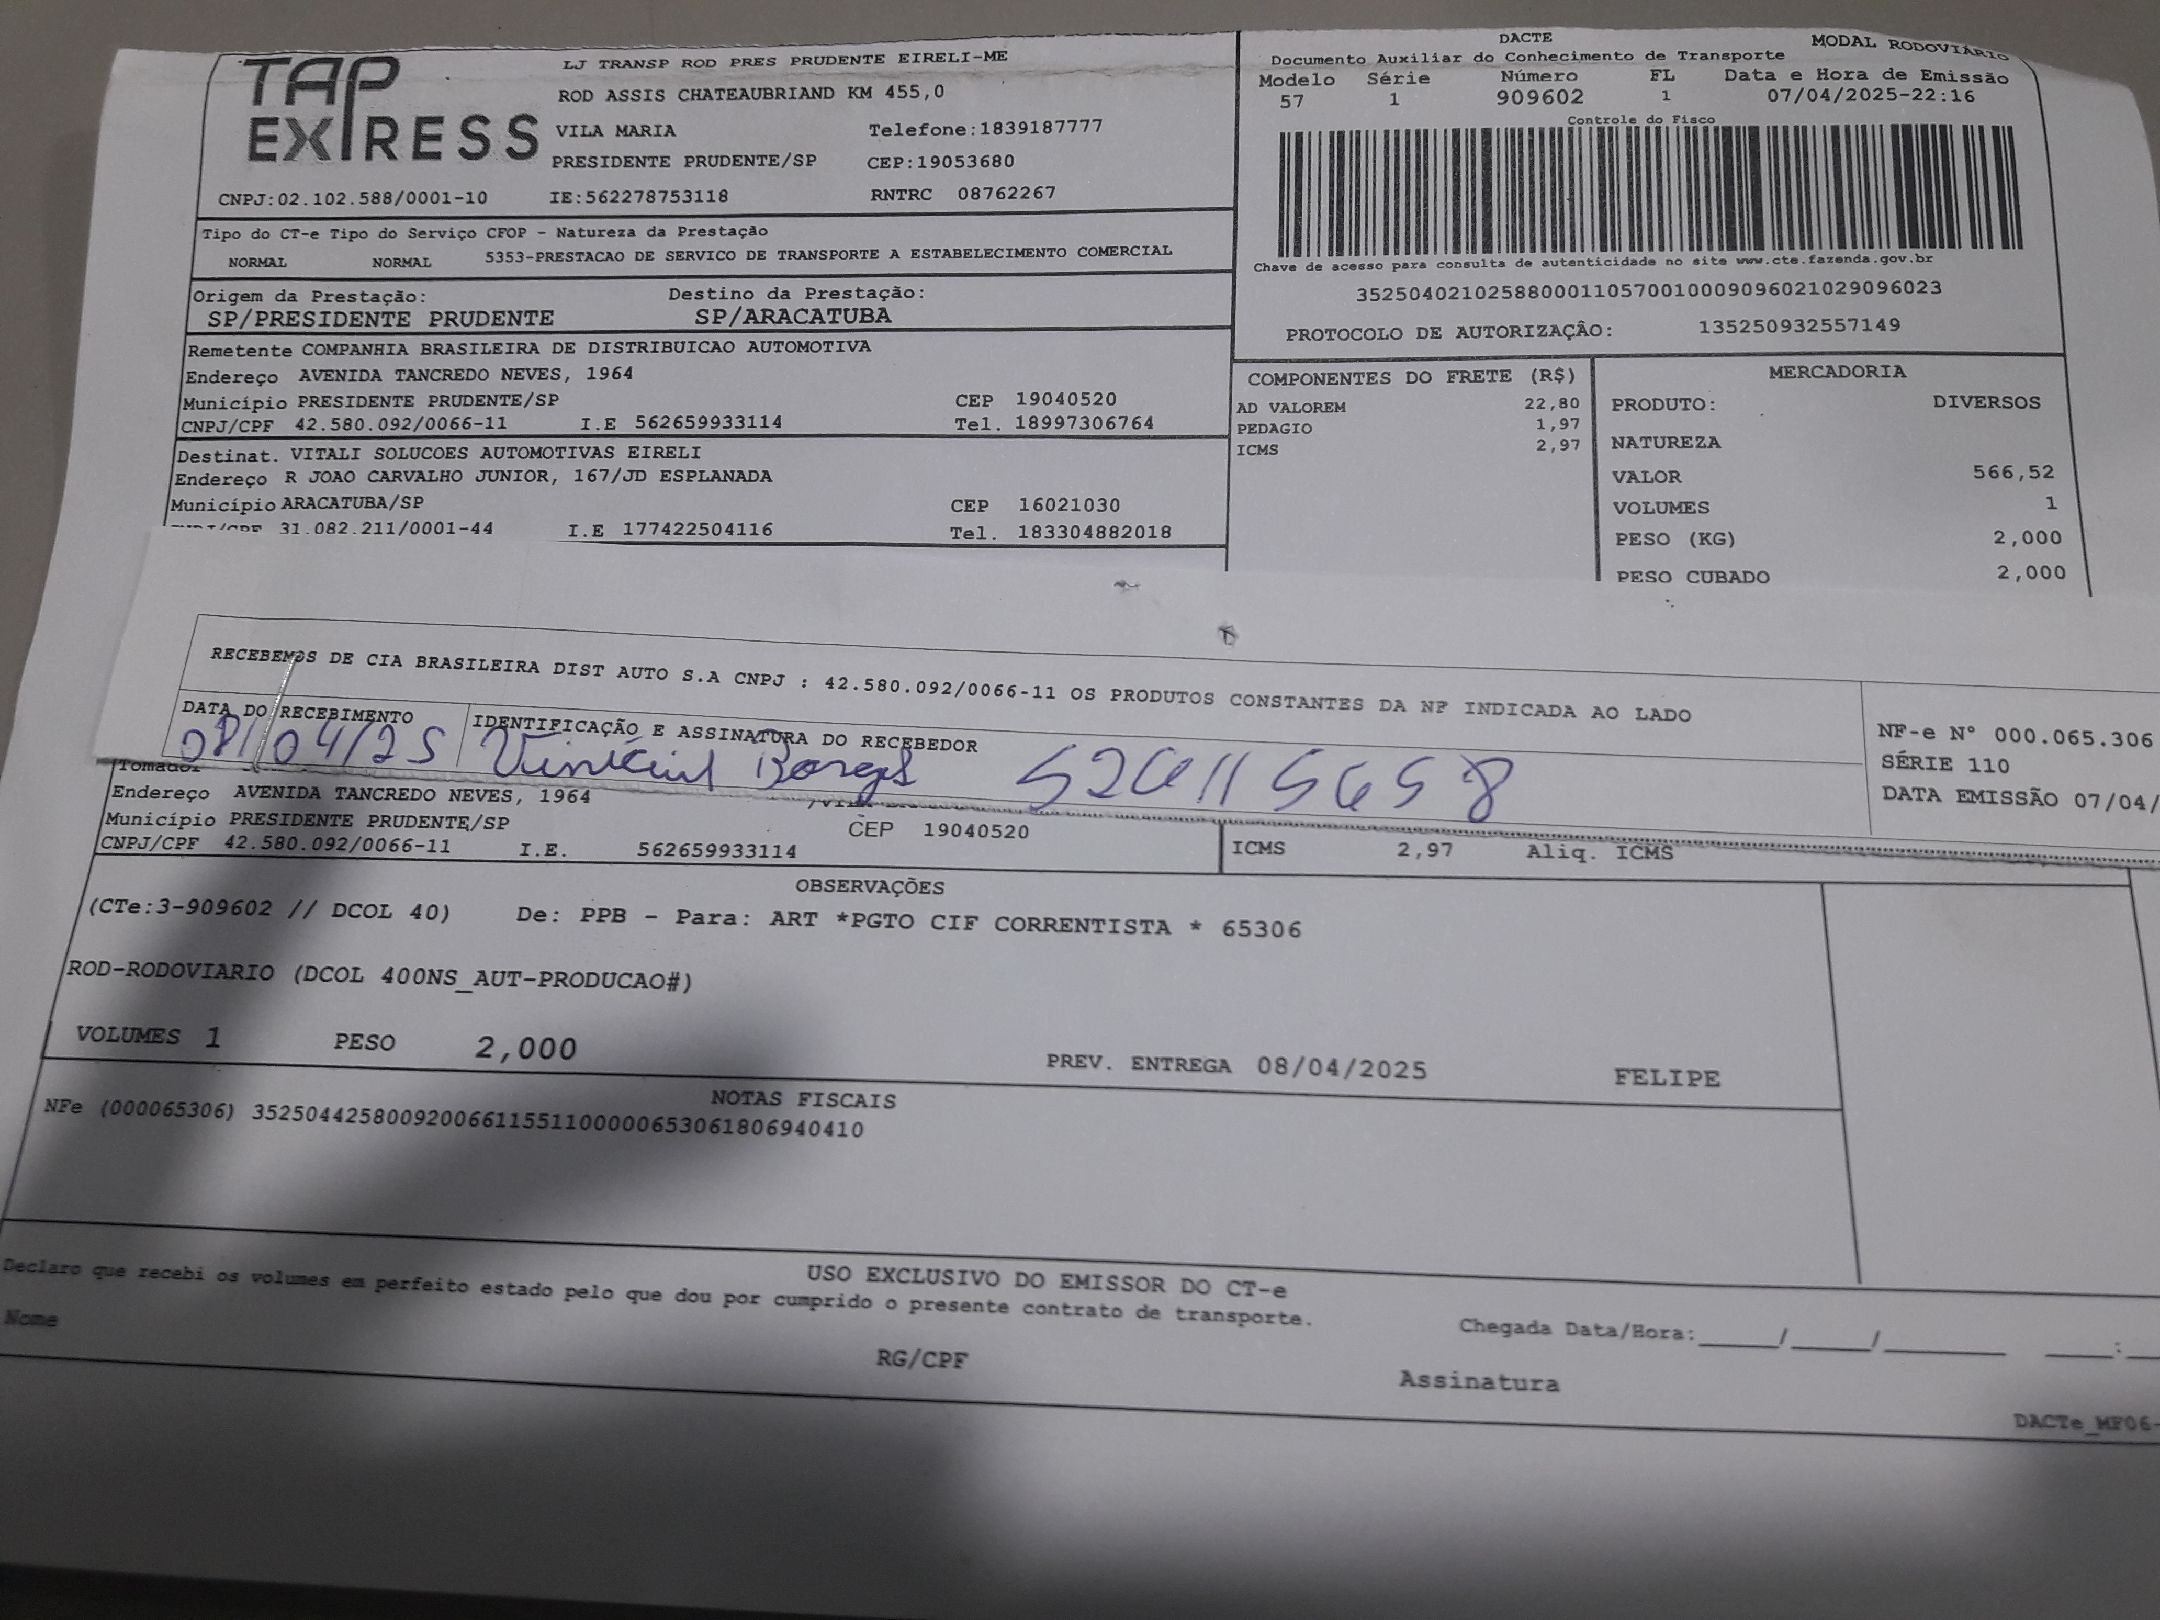 TAP EXPRESS
LJ TRANSP ROD PRES PRUDENTE EIRELI-ME
ROD ASSIS CHATEAUBRIAND KM 455,0
VILA MARIA Telefone:1839187777
PRESIDENTE PRUDENTE/SP CEP:19053680
CNPJ:02.102.588/0001-10 IE:562278753118 RNTRC 08762267
DACTE MODAL RODOVIÁRIO
Documento Auxiliar do Conhecimento de Transporte
Modelo Série Número FL Data e Hora de Emissão
57 1 909602 1 07/04/2025-22:16
Controle do Fisco
Chave de acesso para consulta de autenticidade no site www.cte.fazenda.gov.br
35250402102588000110570010009096021029096023
PROTOCOLO DE AUTORIZAÇÂO: 135250932557149
Tipo do CT-e Tipo do Serviço CFOP - Natureza da Prestação
NORMAL NORMAL 5353-PRESTACAO DE SERVICO DE TRANSPORTE A ESTABELECIMENTO COMERCIAL
Origem da Prestação: Destino da Prestação:
SP/PRESIDENTE PRUDENTE SP/ARACATUBA
Remetente COMPANHIA BRASILEIRA DE DISTRIBUICAO AUTOMOTIVA
Endereço AVENIDA TANCREDO NEVES, 1964
Município PRESIDENTE PRUDENTE/SP CEP 19040520
CNPJ/CPF 42.580.092/0066-11 I.E 562659933114 Tel. 18997306764
Destinat. VITALI SOLUCOES AUTOMOTIVAS EIRELI
Endereço R JOAO CARVALHO JUNIOR, 167/JD ESPLANADA
Município ARACATUBA/SP CEP 16021030
CNPJ/CPF 31.082.211/0001-44 I.E 177422504116 Tel. 183304882018
COMPONENTES DO FRETE (R$)
AD VALOREM 22,80
PEDAGIO 1,97
ICMS 2,97
MERCADORIA
PRODUTO: DIVERSOS
NATUREZA
VALOR 566,52
VOLUMES 1
PESO (KG) 2,000
PESO CUBADO 2,000
RECEBEMOS DE CIA BRASILEIRA DIST AUTO S.A CNPJ : 42.580.092/0066-11 OS PRODUTOS CONSTANTES DA NF INDICADA AO LADO
DATA DO RECEBIMENTO IDENTIFICAÇÃO E ASSINATURA DO RECEBEDOR
08/04/25
NF-e N° 000.065.306
SÉRIE 110
DATA EMISSÃO 07/04/
Tomador
Endereço AVENIDA TANCREDO NEVES, 1964
Município PRESIDENTE PRUDENTE/SP CEP 19040520
CNPJ/CPF 42.580.092/0066-11 I.E. 562659933114
ICMS 2,97 Aliq. ICMS
OBSERVAÇÕES
(CTe:3-909602 // DCOL 40) De: PPB - Para: ART *PGTO CIF CORRENTISTA * 65306
ROD-RODOVIARIO (DCOL 400NS_AUT-PRODUCAO#)
VOLUMES 1 PESO 2,000 PREV. ENTREGA 08/04/2025 FELIPE
NOTAS FISCAIS
NFe (000065306) 35250442580092006611551100000653061806940410
USO EXCLUSIVO DO EMISSOR DO CT-e
Declaro que recebi os volumes em perfeito estado pelo que dou por cumprido o presente contrato de transporte.
Nome RG/CPF Assinatura
Chegada Data/Hora:_____/_____/________ ____:__
DACTe_MF06-